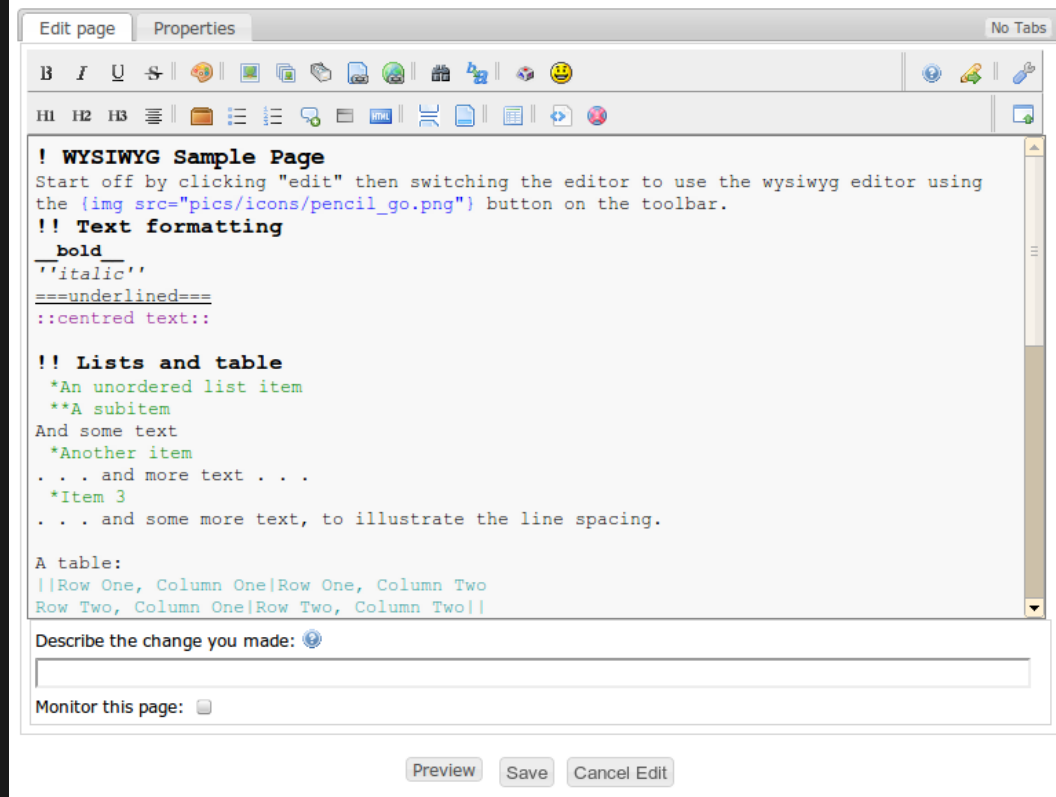 Edit page Properties No Tabs
B I U S
H1 H2 H3 HTML
! WYSIWYG Sample Page
Start off by clicking "edit" then switching the editor to use the wysiwyg editor using
the {img src="pics/icons/pencil_go.png"} button on the toolbar.
!! Text formatting
__bold__
''italic''
===underlined===
::centred text::
!! Lists and table
*An unordered list item
**A subitem
And some text
*Another item
. . . and more text . . .
*Item 3
. . . and some more text, to illustrate the line spacing.
A table:
||Row One, Column One|Row One, Column Two
Row Two, Column One|Row Two, Column Two||
Describe the change you made:
Monitor this page:
Preview Save Cancel Edit